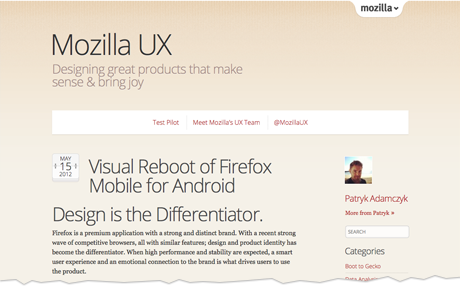 mozilla
Mozilla UX
Designing great products that make
sense & bring joy
Test Pilot
Meet Mozilla's UX Team
@MozillaUX
MAY
15
2012
Visual Reboot of Firefox
Mobile for Android
Design is the Differentiator.
Firefox is a premium application with a strong and distinct brand. With a recent strong
wave of competitive browsers, all with similar features; design and product identity has
become the differentiator. When high performance and stability are expected, a smart
user experience and an emotional connection to the brand is what drives users to use
the product.
Patryk Adamczyk
More from Patryk »
SEARCH
Categories
Boot to Gecko
Data Analysis